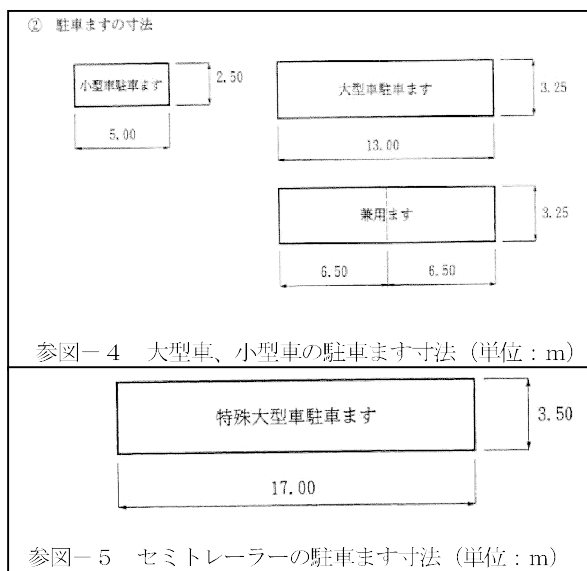 ② 駐車ますの寸法
小型車駐車ます
2.50
5.00
大型車駐車ます
3.25
13.00
兼用ます
3.25
6.50 6.50
参図－４ 大型車、小型車の駐車ます寸法（単位：m）
特殊大型車駐車ます
3.50
17.00
参図－５ セミトレーラーの駐車ます寸法（単位：m）